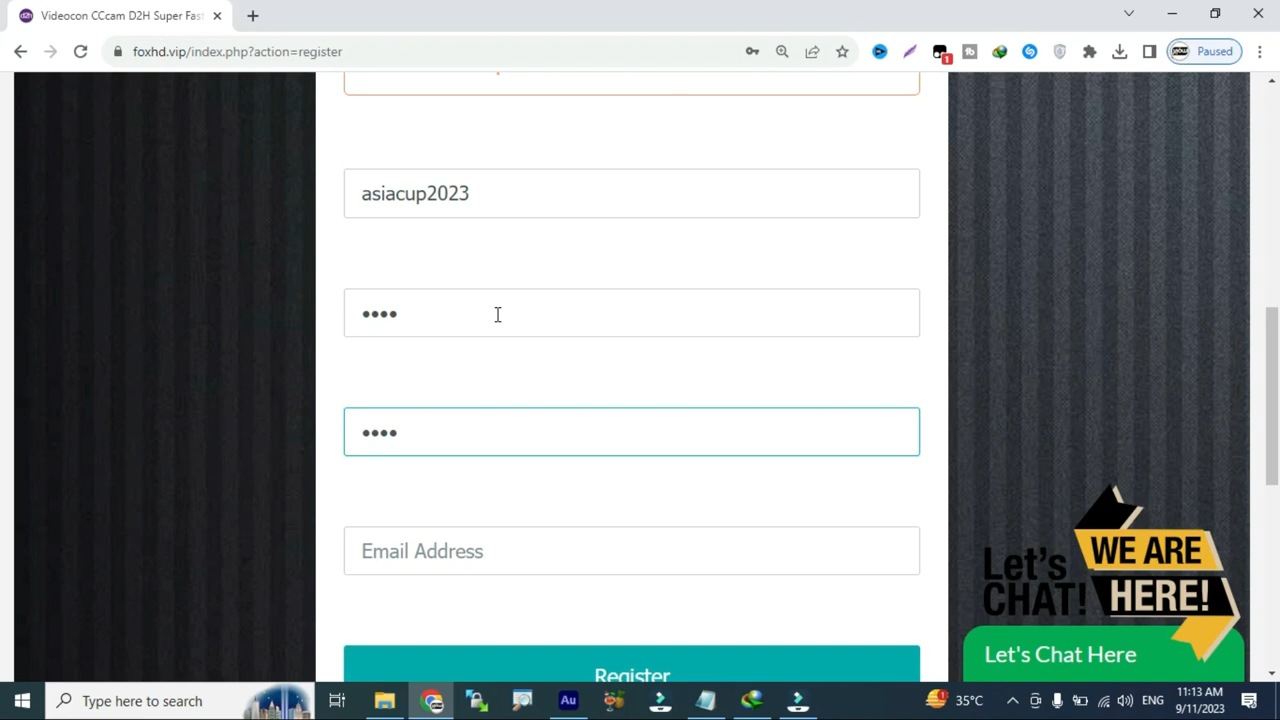 Videocon CCcam D2H Super Fast
foxhd.vip/index.php?action=register
1
Paused
asiacup2023
••••
••••
Email Address
Register
Let's
CHAT!
WE ARE
HERE!
Let's Chat Here
Type here to search
35°C
ENG
11:13 AM
9/11/2023